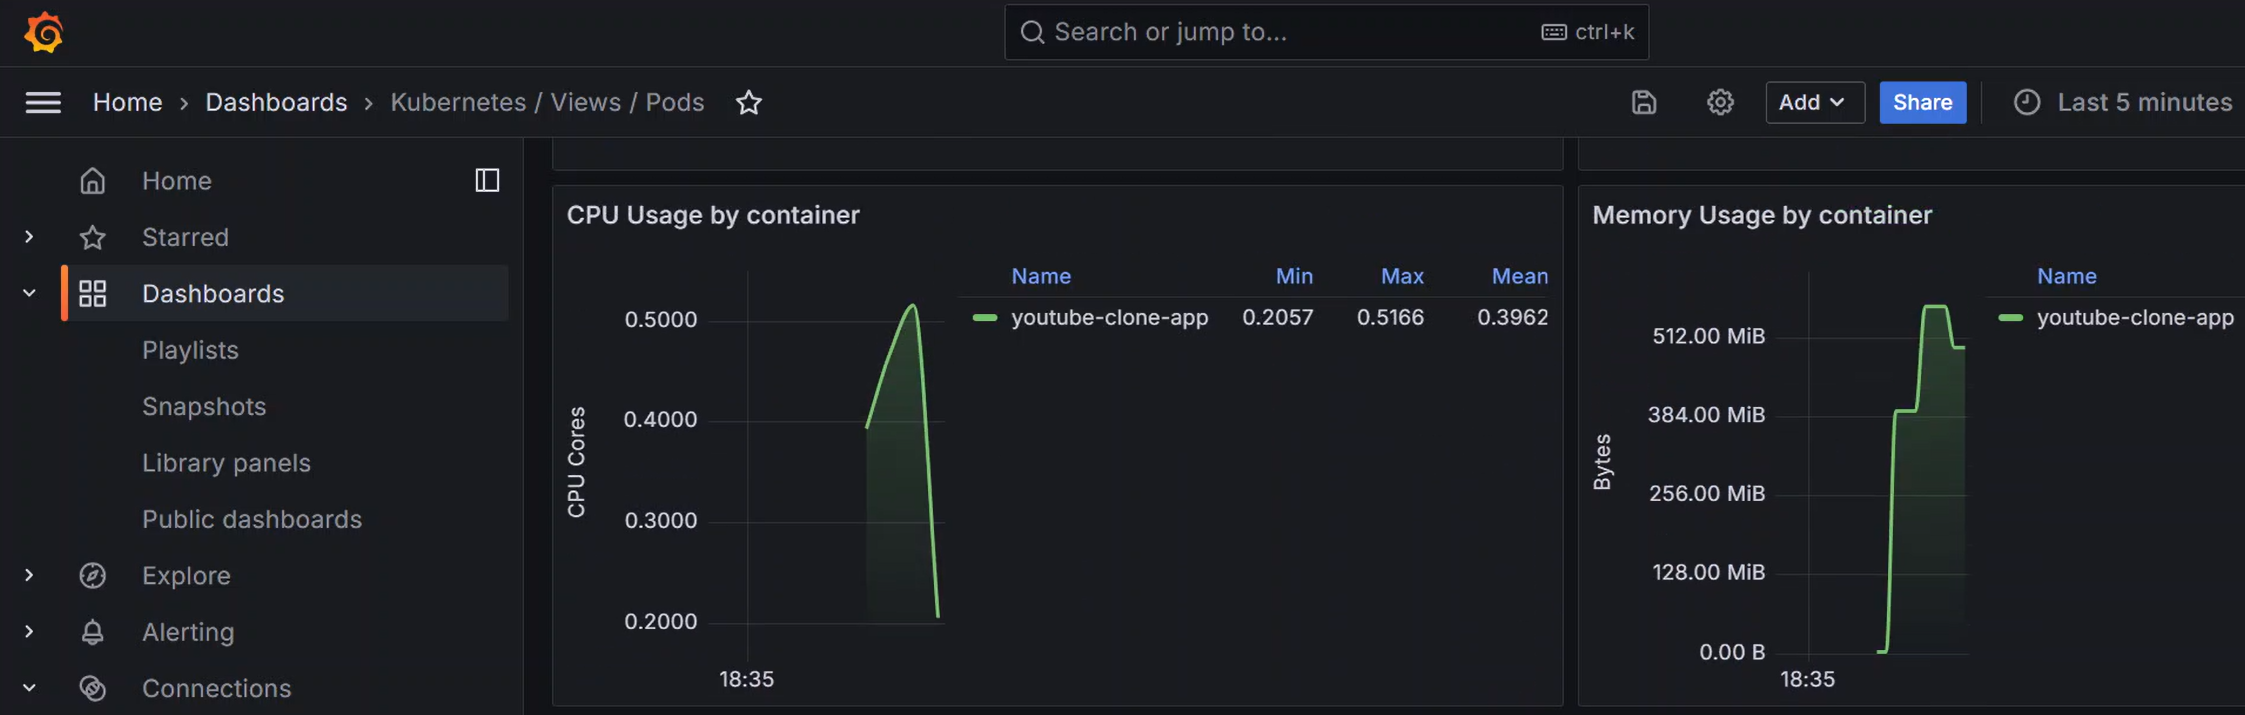 Search or jump to... ctrl+k
Home › Dashboards › Kubernetes / Views / Pods Add Share Last 5 minutes
Home
Starred
Dashboards
Playlists
Snapshots
Library panels
Public dashboards
Explore
Alerting
Connections
CPU Usage by container
Name Min Max Mean
youtube-clone-app 0.2057 0.5166 0.3962
CPU Cores
0.5000
0.4000
0.3000
0.2000
18:35
Memory Usage by container
Name
youtube-clone-app
Bytes
512.00 MiB
384.00 MiB
256.00 MiB
128.00 MiB
0.00 B
18:35